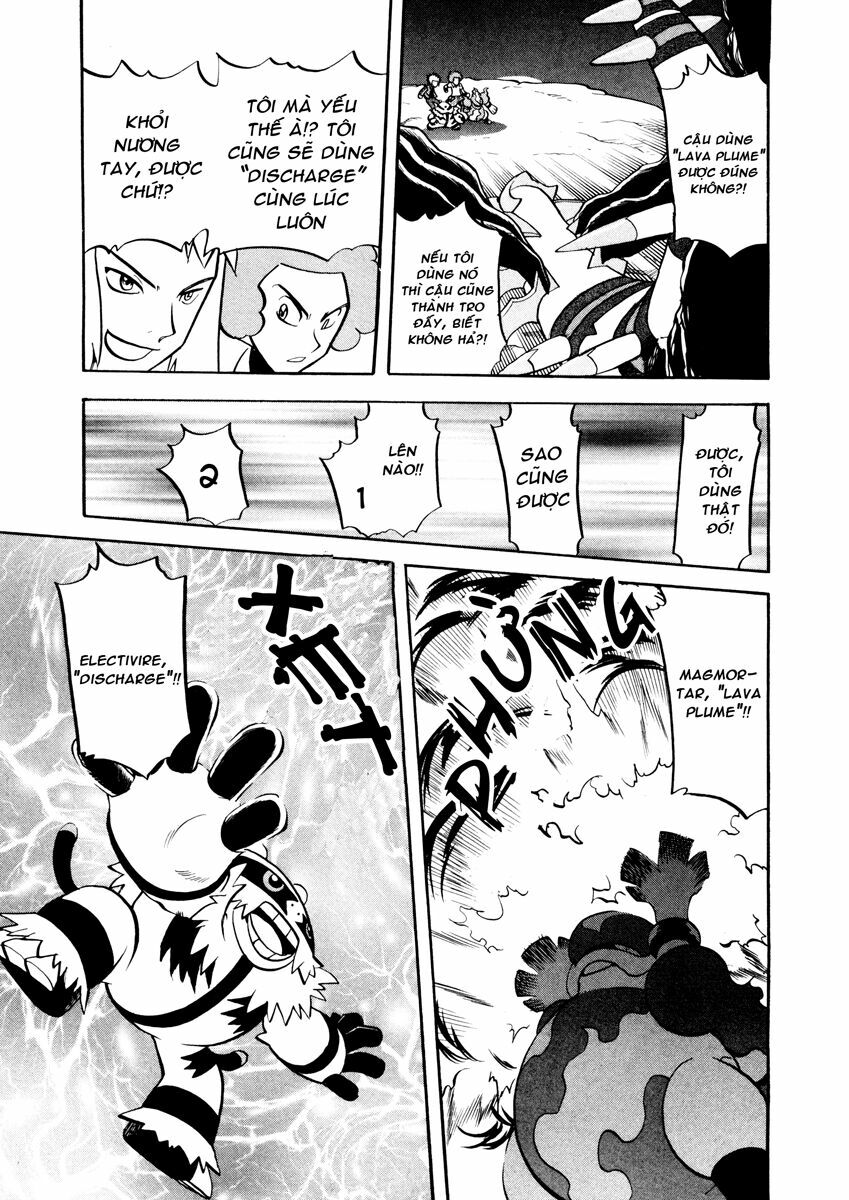 CẬU DÙNG
"LAVA PLUME"
ĐƯỢC ĐÚNG
KHÔNG?!
NẾU TÔI
DÙNG NÓ
THÌ CẬU CŨNG
THÀNH TRO
ĐẤY, BIẾT
KHÔNG HẢ?!
TÔI MÀ YẾU
THẾ À!? TÔI
CŨNG SẼ DÙNG
"DISCHARGE"
CÙNG LÚC
LUÔN
KHỎI
NƯƠNG
TAY, ĐƯỢC
CHỨ!?
ĐƯỢC,
TÔI
DÙNG
THẬT
ĐÓ!
SAO
CŨNG
ĐƯỢC
LÊN
NÀO!!
1
2
MAGMOR-
TAR, "LAVA
PLUME"!!
PHỪNG
ELECTIVIRE,
"DISCHARGE"!!
XẸT